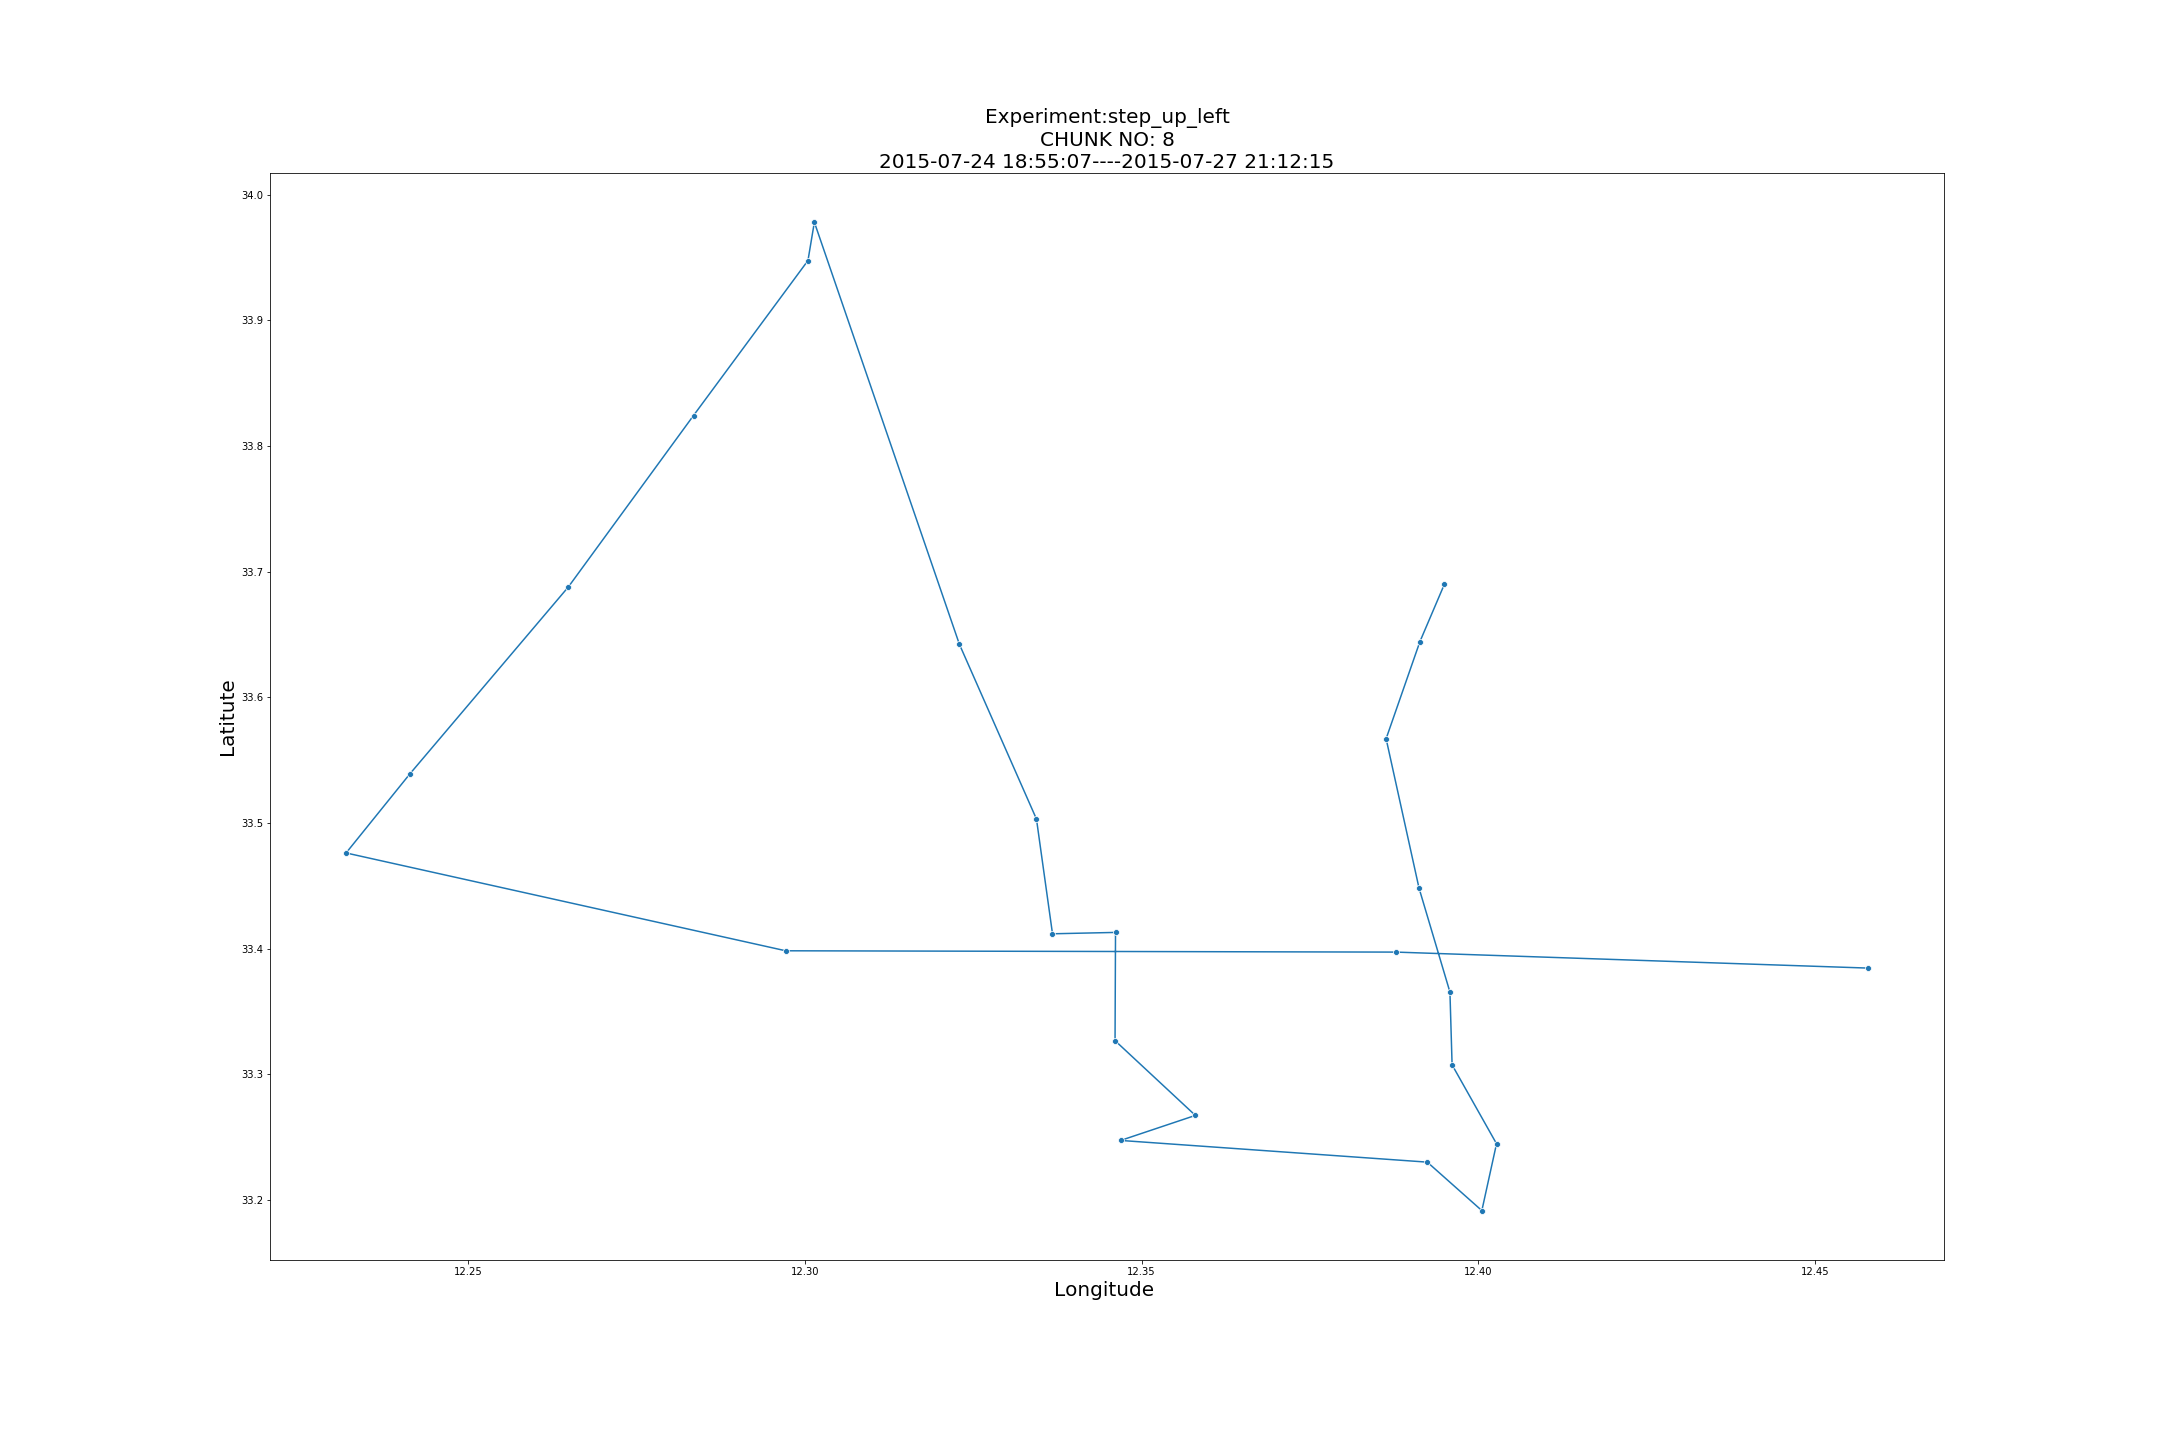 Experiment:step_up_left
CHUNK NO: 8
2015-07-24 18:55:07----2015-07-27 21:12:15
34.0
33.9
33.8
33.7
33.6
33.5
33.4
33.3
33.2
Latitute
12.25
12.30
12.35
12.40
12.45
Longitude